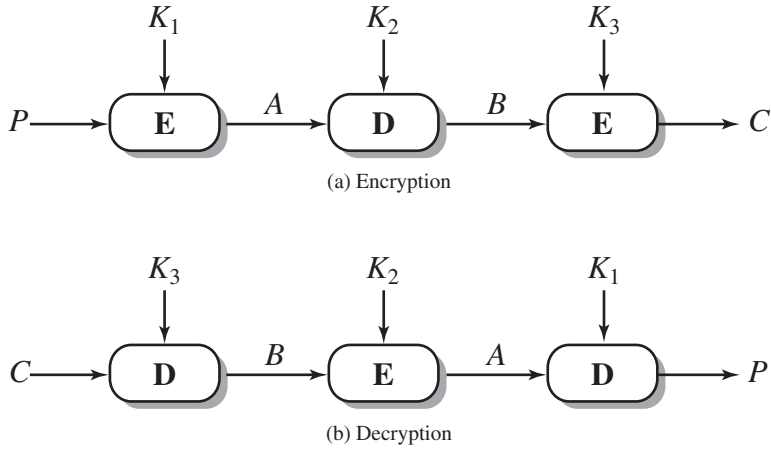 K₁ K₂ K₃
P E A D B E C
(a) Encryption
K₃ K₂ K₁
C D B E A D P
(b) Decryption